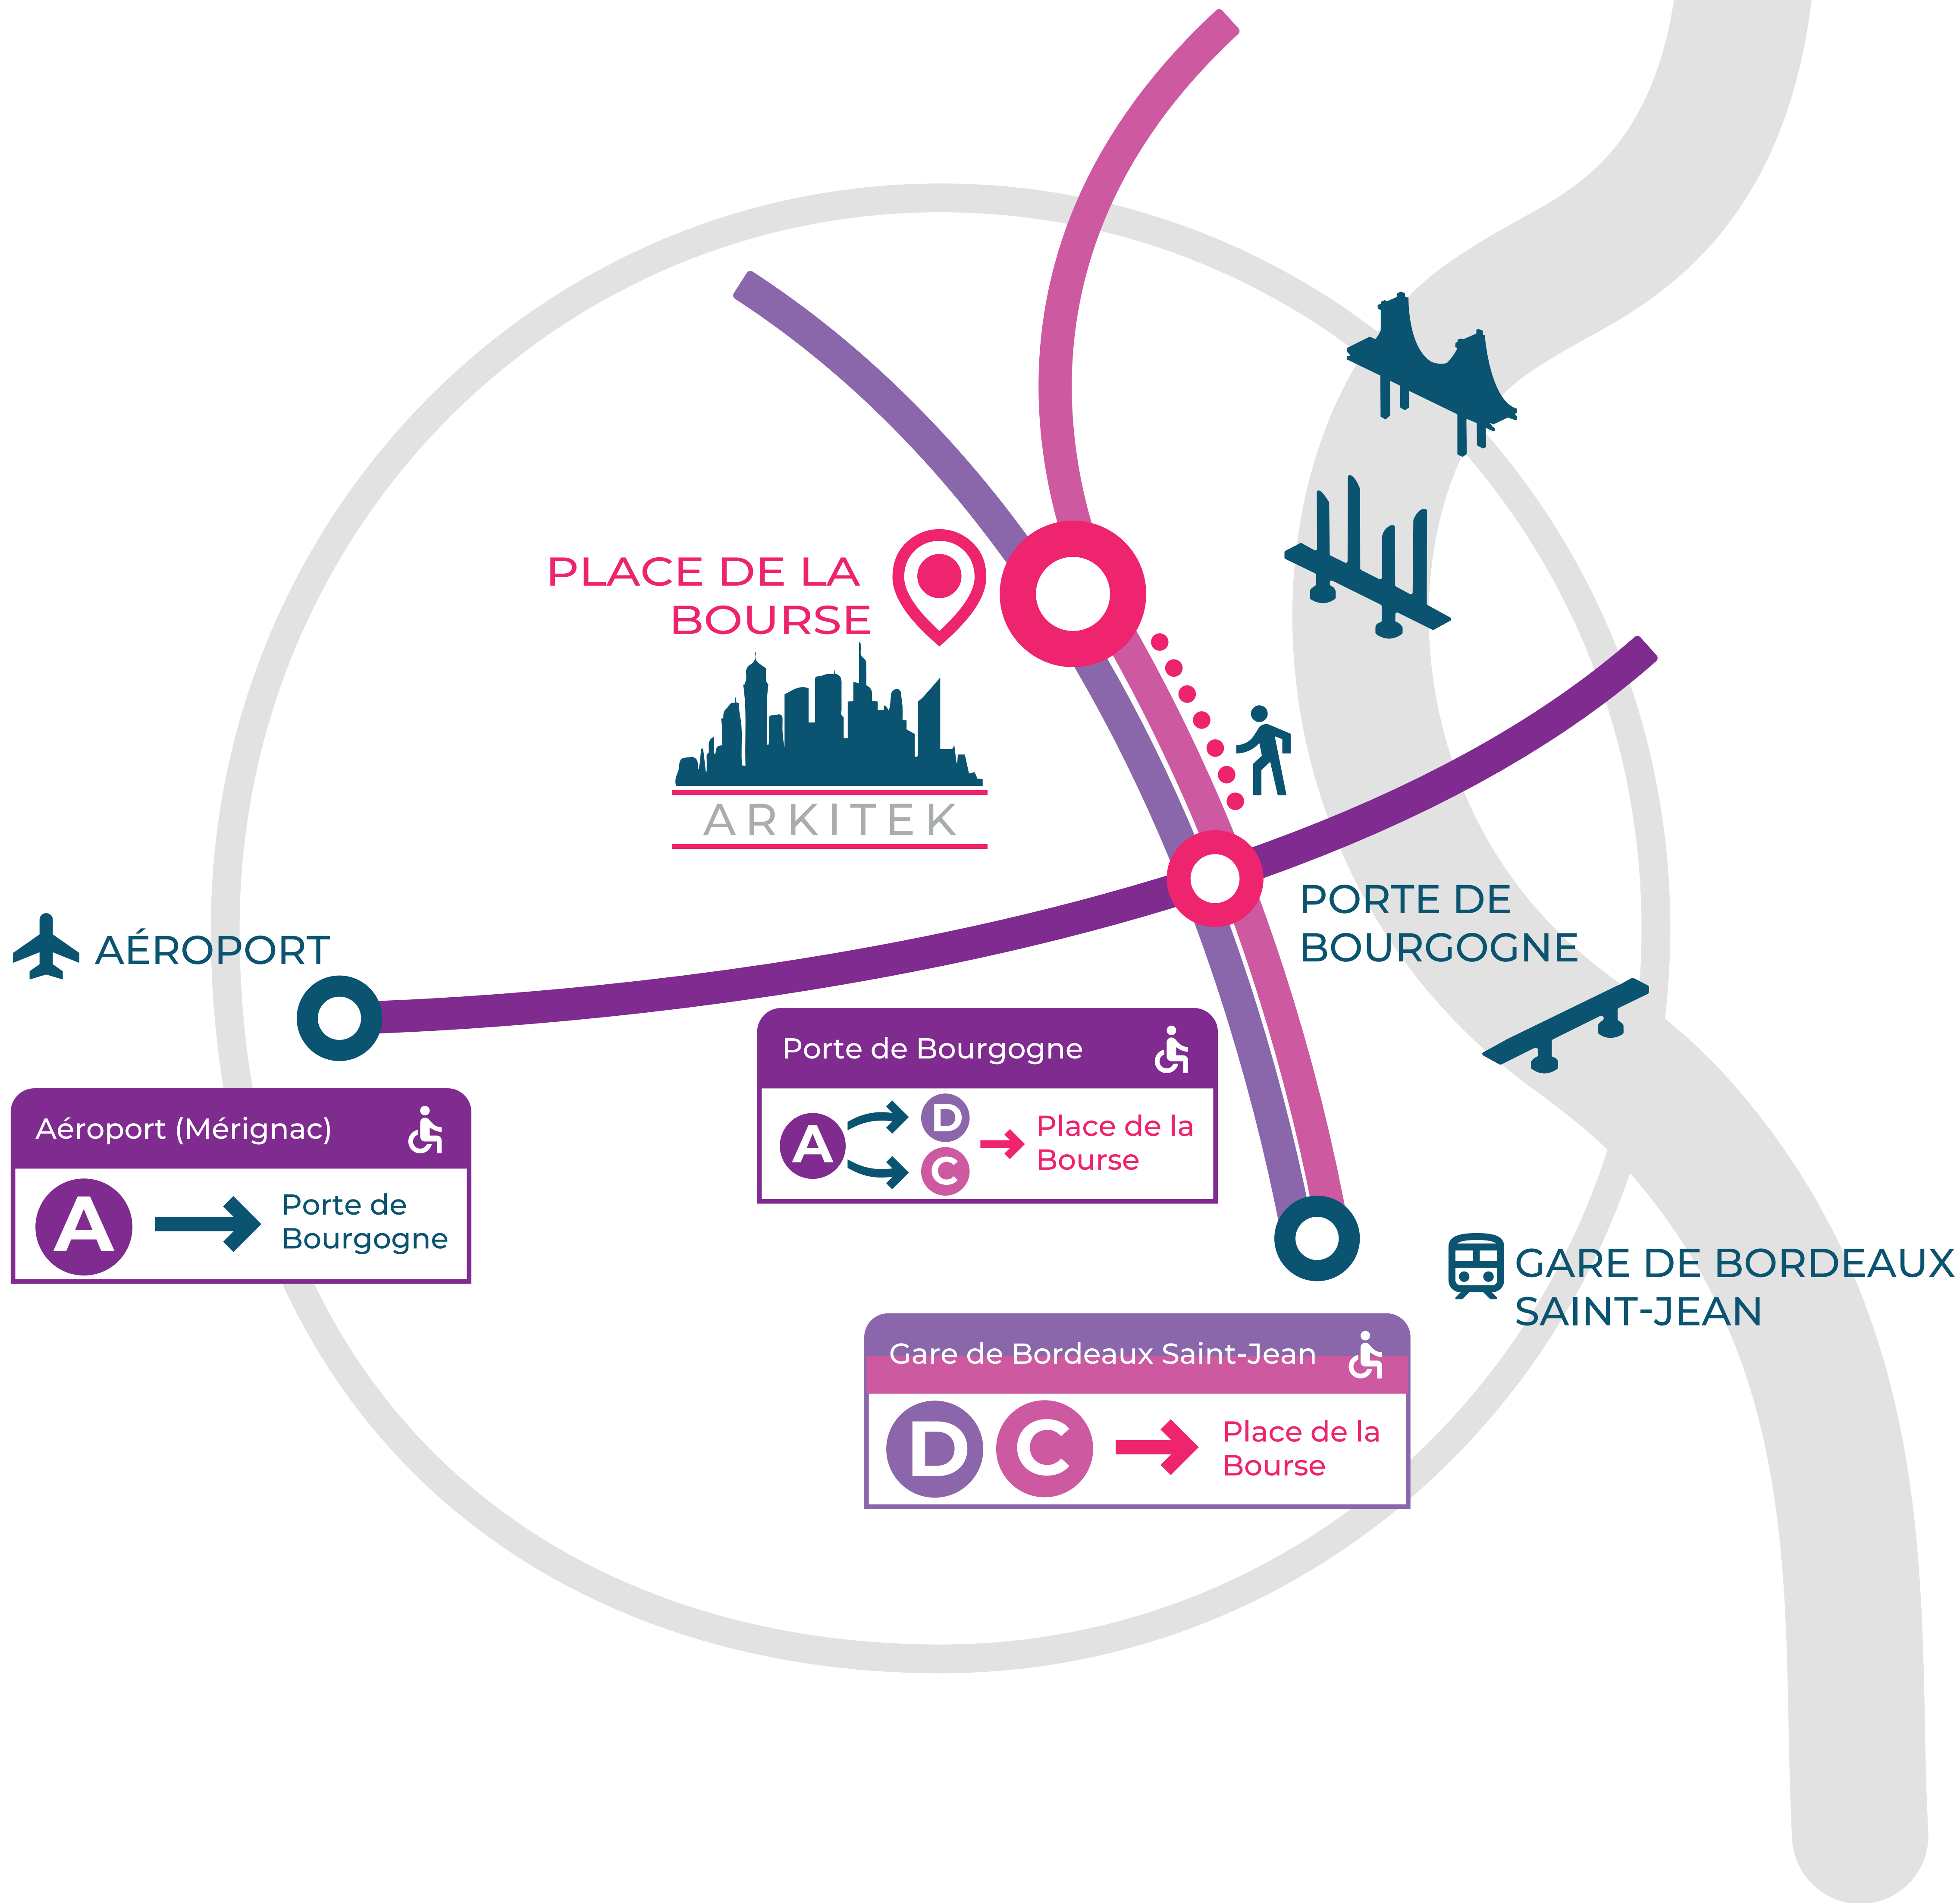 PLACE DE LA
BOURSE
ARKITEK
AÉROPORT
PORTE DE
BOURGOGNE
Porte de Bourgogne
A
D
C
Place de la
Bourse
Aéroport (Mérignac)
A
Porte de
Bourgogne
GARE DE BORDEAUX
SAINT-JEAN
Gare de Bordeaux Saint-Jean
D C
Place de la
Bourse